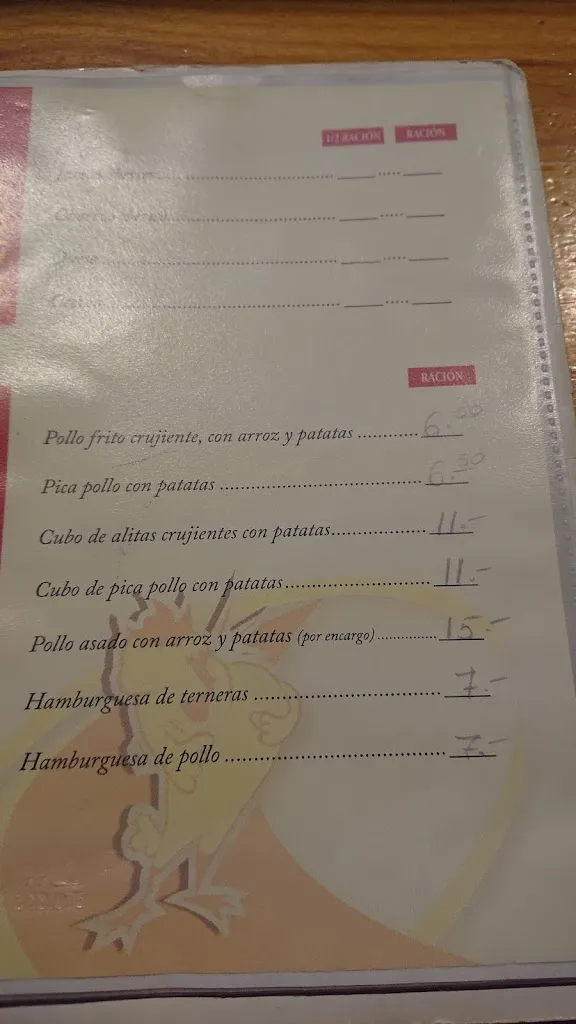 1/2 RACIÓN RACIÓN
RACIÓN
Pollo frito crujiente, con arroz y patatas ........... 6.50
Pica pollo con patatas ........... 6.50
Cubo de alitas crujientes con patatas ........... 11.-
Cubo de pica pollo con patatas ........... 11.-
Pollo asado con arroz y patatas (por encargo) ........... 15.-
Hamburguesa de terneras ........... 7.-
Hamburguesa de pollo ........... 7.-